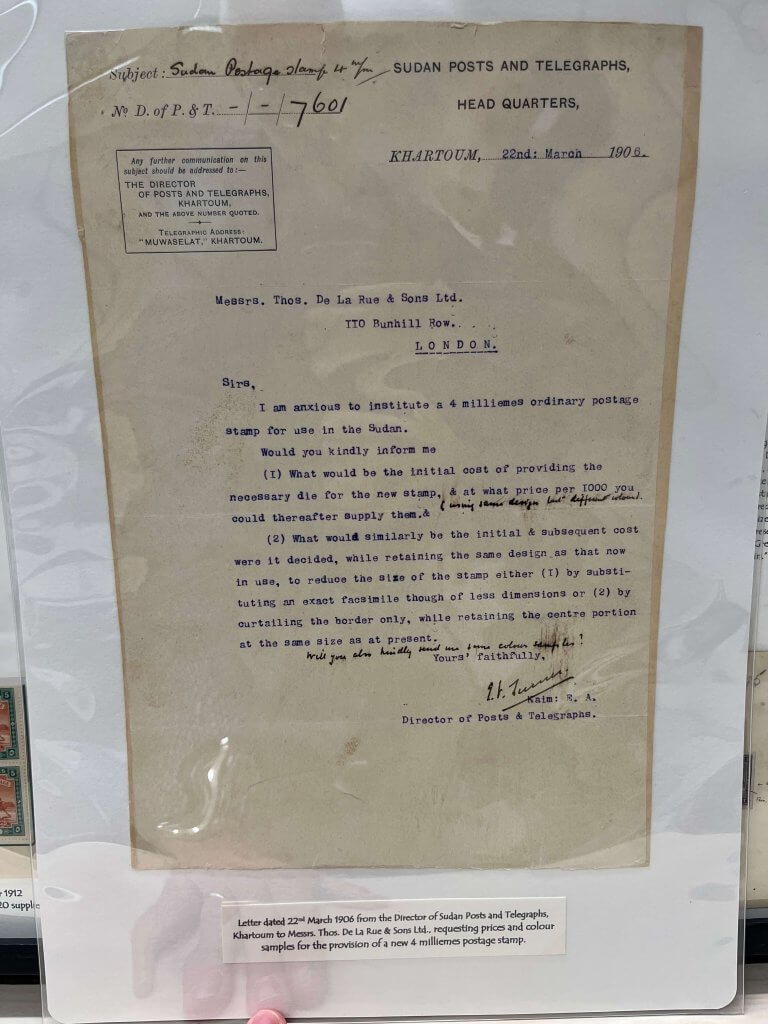 Subject: Sudan Postage stamp 4 m/m
SUDAN POSTS AND TELEGRAPHS,
HEAD QUARTERS,
No D. of P. & T. -/-/7601
KHARTOUM, 22nd: March 1906.
Any further communication on this
subject should be addressed to:—
THE DIRECTOR
OF POSTS AND TELEGRAPHS,
KHARTOUM,
AND THE ABOVE NUMBER QUOTED.
TELEGRAPHIC ADDRESS:
"MUWASELAT," KHARTOUM.
Messrs. Thos. De La Rue & Sons Ltd.
IIO Bunhill Row.
LONDON.
Sirs,
I am anxious to institute a 4 milliemes ordinary postage
stamp for use in the Sudan.
Would you kindly inform me
(I) What would be the initial cost of providing the
necessary die for the new stamp, & at what price per I000 you
(using same design but different colour).
could thereafter supply them.&
(2) What would similarly be the initial & subsequent cost
were it decided, while retaining the same design as that now
in use, to reduce the size of the stamp either (I) by substi-
tuting an exact facsimile though of less dimensions or (2) by
curtailing the border only, while retaining the centre portion
at the same size as at present.
Will you also kindly send me some colour samples?
Yours' faithfully,
Kaim: E. A.
Director of Posts & Telegraphs.
Letter dated 22nd March 1906 from the Director of Sudan Posts and Telegraphs,
Khartoum to Messrs. Thos. De La Rue & Sons Ltd., requesting prices and colour
samples for the provision of a new 4 milliemes postage stamp.
1912